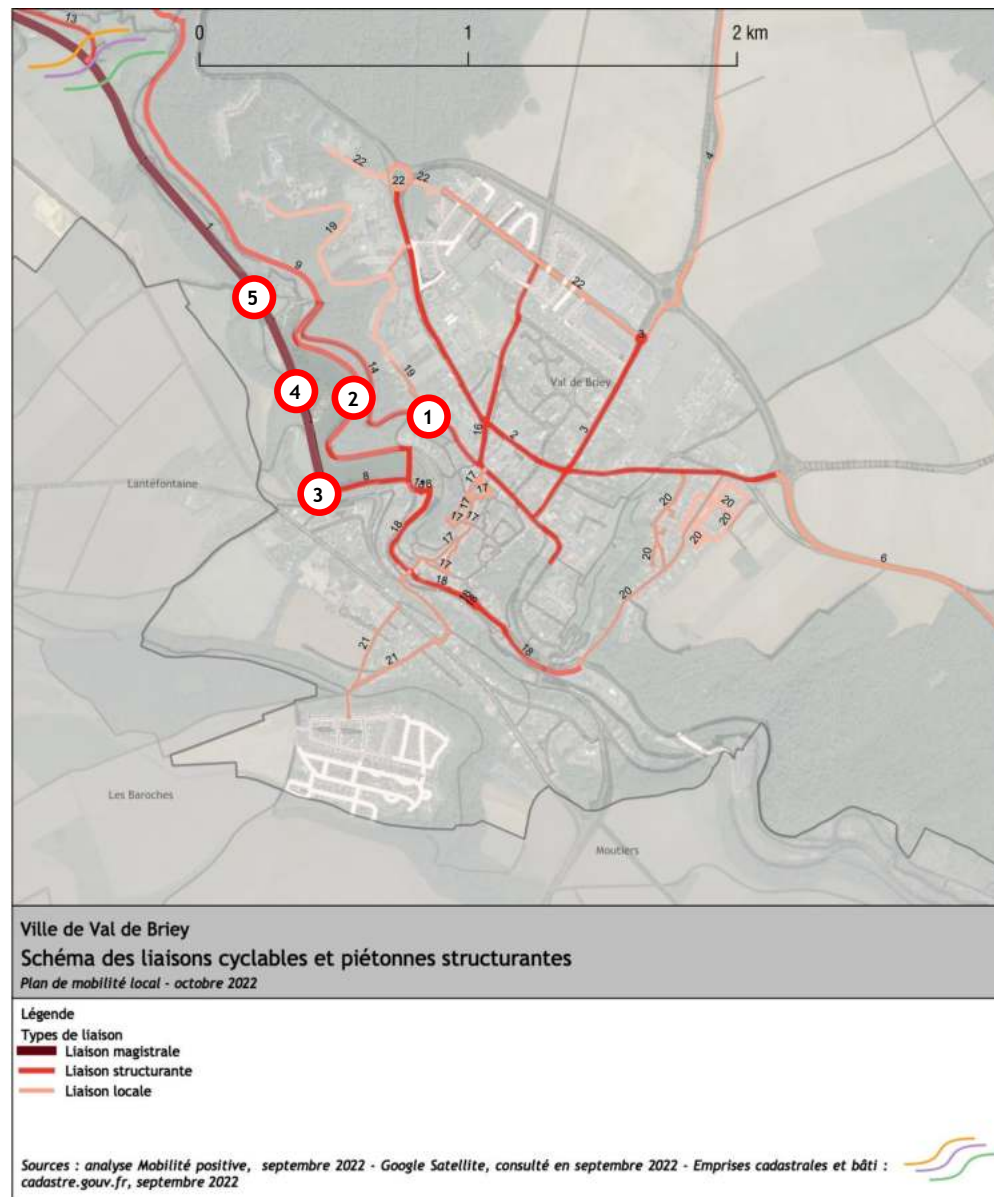 13
0 1 2 km
22
22
22
4
19
1
9
22
3
14
19
Val de Briey
5
4
2
1
16
2
3
3
8
Lantéfontaine
17
17
17
17
17
18
17
17
18
18
20
20
20
20
20
20
6
21
21
Les Baroches
Moutiers
Ville de Val de Briey
Schéma des liaisons cyclables et piétonnes structurantes
Plan de mobilité local - octobre 2022
Légende
Types de liaison
Liaison magistrale
Liaison structurante
Liaison locale
Sources : analyse Mobilité positive, septembre 2022 - Google Satellite, consulté en septembre 2022 - Emprises cadastrales et bâti :
cadastre.gouv.fr, septembre 2022